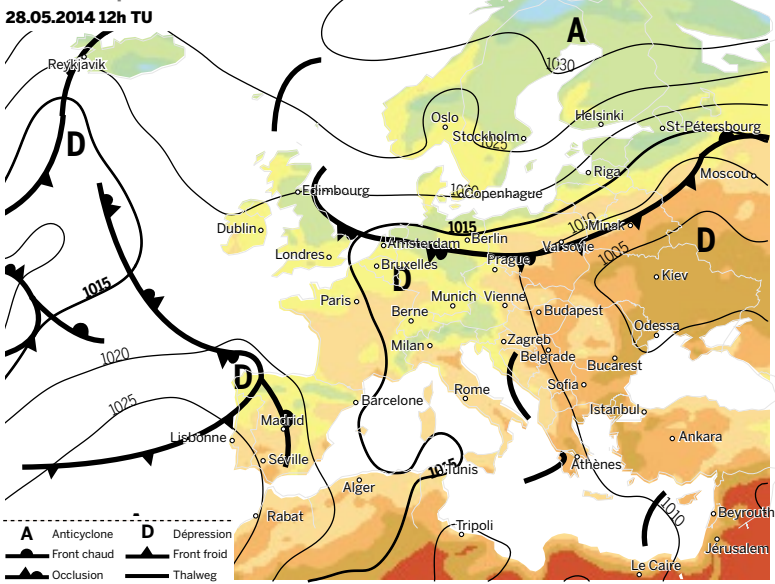 28.05.2014 12h TU
A
Reykjavik
1030
Oslo
Helsinki
Stockholm
St-Pétersbourg
1025
D
Riga
Moscou
Edimbourg
1020
Copenhague
Dublin
1015
1010
Minsk
Amsterdam
Berlin
Varsovie
D
Londres
Bruxelles
Prague
1005
Kiev
D
1015
Paris
Munich
Vienne
Budapest
Berne
Odessa
Milan
Zagreb
1020
Belgrade
Bucarest
D
Rome
Sofia
1025
Barcelone
Istanbul
Madrid
Lisbonne
Ankara
Séville
1015
Tunis
Athènes
Alger
Rabat
1010
Beyrouth
Tripoli
Jérusalem
Le Caire
A Anticyclone D Dépression
Front chaud Front froid
Occlusion Thalweg